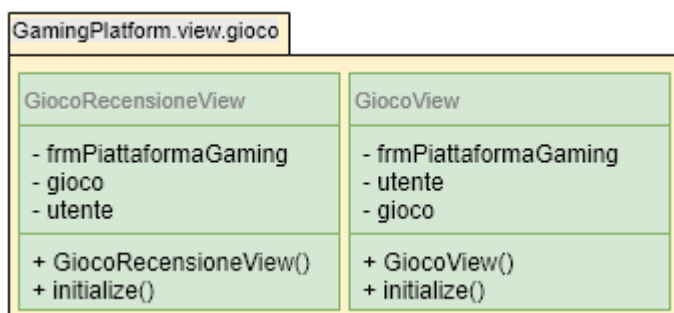 GamingPlatform.view.gioco
GiocoRecensioneView
- frmPiattaformaGaming
- gioco
- utente
+ GiocoRecensioneView()
+ initialize()
GiocoView
- frmPiattaformaGaming
- utente
- gioco
+ GiocoView()
+ initialize()